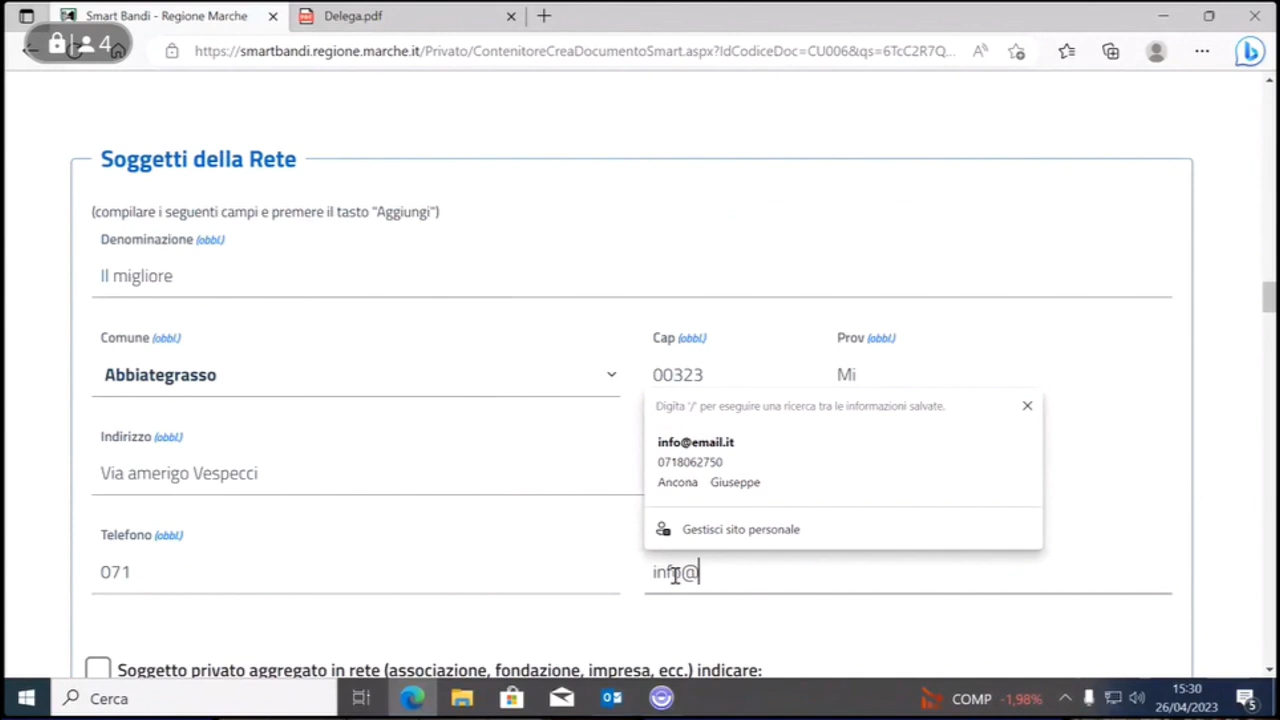 Smart Bandi - Regione Marche
Delega.pdf
4
https://smartbandi.regione.marche.it/Privato/ContenitoreCreaDocumentoSmart.aspx?IdCodiceDoc=CU006&qs=6TcC2R7Q...
Soggetti della Rete
(compilare i seguenti campi e premere il tasto "Aggiungi")
Denominazione (obbl.)
Il migliore
Comune (obbl.) Cap (obbl.) Prov (obbl.)
Abbiategrasso 00323 Mi
Digita '/' per eseguire una ricerca tra le informazioni salvate.
Indirizzo (obbl.)
info@email.it
0718062750
Via amerigo Vespecci
Ancona Giuseppe
Gestisci sito personale
Telefono (obbl.)
071 info@
Soggetto privato aggregato in rete (associazione, fondazione, impresa, ecc.) indicare:
Cerca
COMP -1,98%
15:30
26/04/2023
5